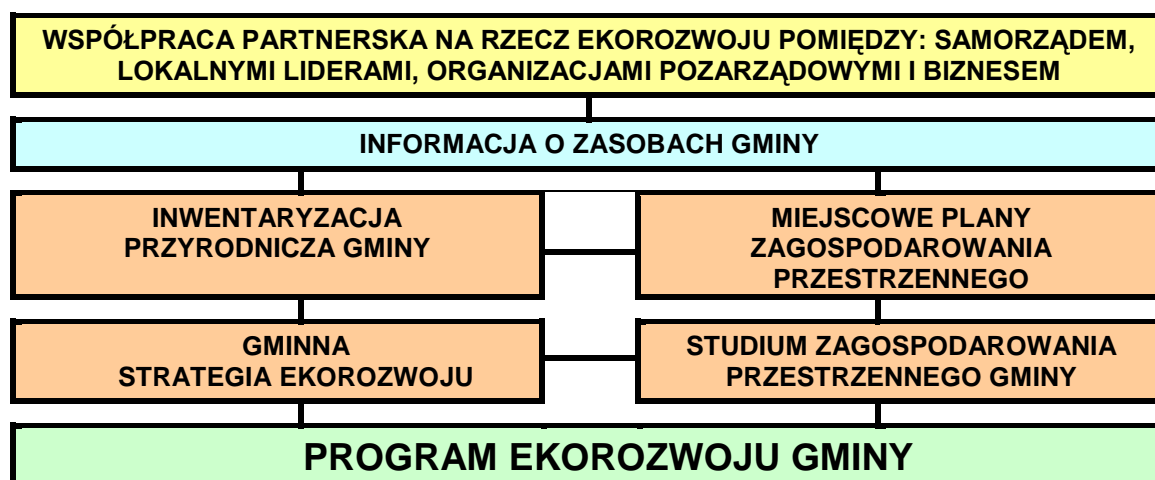 WSPÓŁPRACA PARTNERSKA NA RZECZ EKOROZWOJU POMIĘDZY: SAMORZĄDEM,
LOKALNYMI LIDERAMI, ORGANIZACJAMI POZARZĄDOWYMI I BIZNESEM
INFORMACJA O ZASOBACH GMINY
INWENTARYZACJA
PRZYRODNICZA GMINY
MIEJSCOWE PLANY
ZAGOSPODAROWANIA
PRZESTRZENNEGO
GMINNA
STRATEGIA EKOROZWOJU
STUDIUM ZAGOSPODAROWANIA
PRZESTRZENNEGO GMINY
PROGRAM EKOROZWOJU GMINY